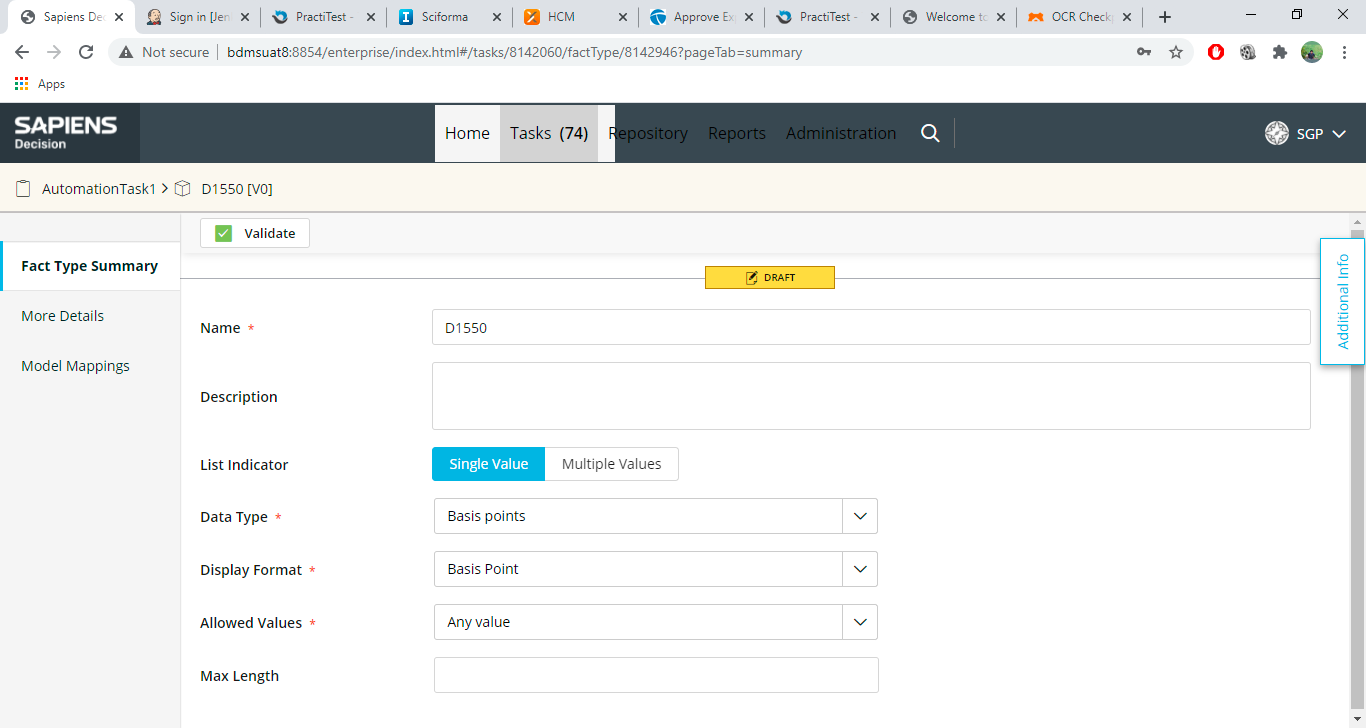 Sapiens De
Sign in [Jen
PractiTest -
Sciforma
HCM
Approve Ex
PractiTest -
Welcome to
OCR Check
Not secure
bdmsuat8:8854/enterprise/index.html#/tasks/8142060/factType/8142946?pageTab=summary
Apps
SAPIENS
Decision
Home
Tasks (74)
Repository
Reports
Administration
SGP
AutomationTask1
D1550 [V0]
Validate
Fact Type Summary
More Details
Model Mappings
DRAFT
Additional Info
Name *
D1550
Description
List Indicator
Single Value
Multiple Values
Data Type *
Basis points
Display Format *
Basis Point
Allowed Values *
Any value
Max Length